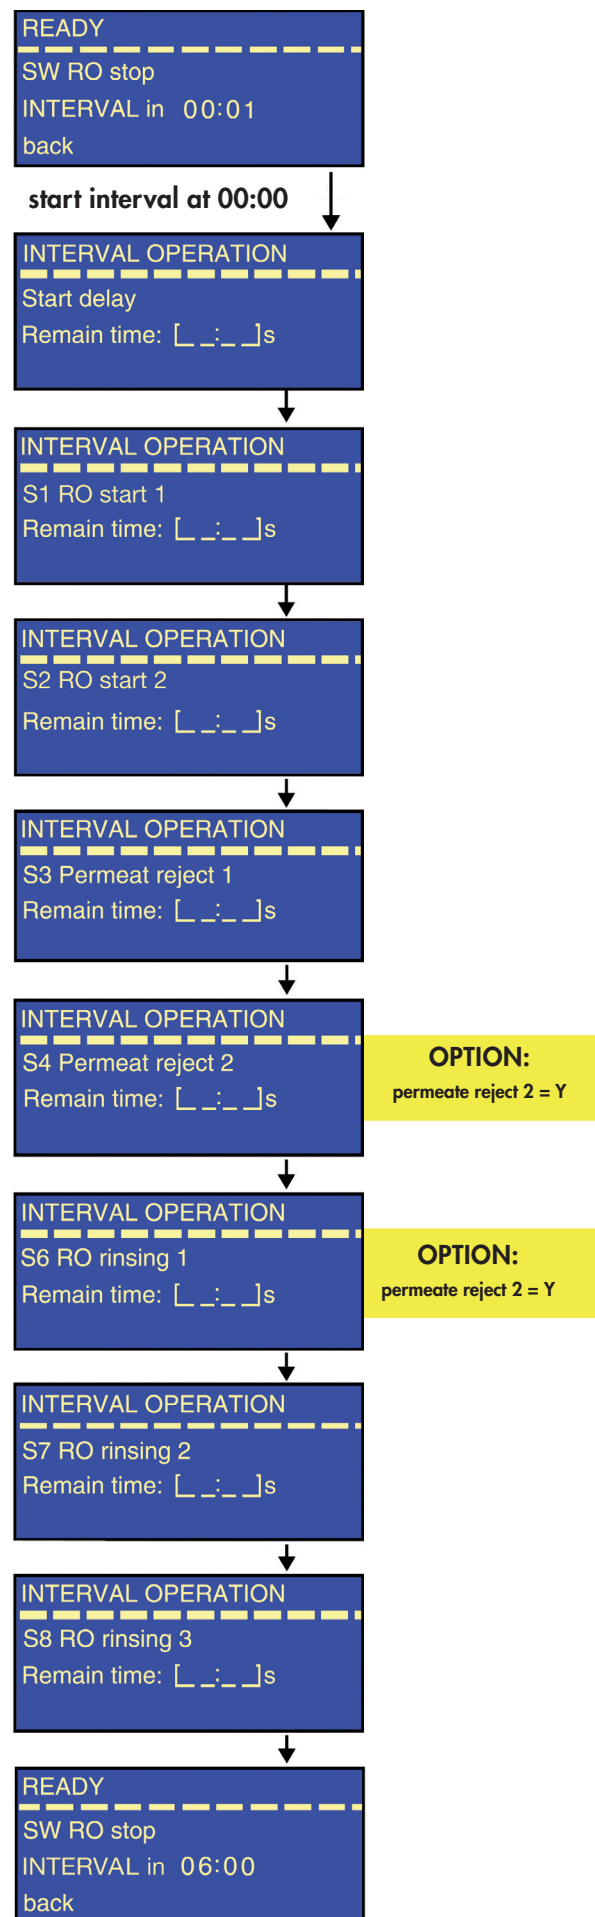 READY
SW RO stop
INTERVAL in 00:01
back
start interval at 00:00
INTERVAL OPERATION
Start delay
Remain time: [_ _:_ _]s
INTERVAL OPERATION
S1 RO start 1
Remain time: [_ _:_ _]s
INTERVAL OPERATION
S2 RO start 2
Remain time: [_ _:_ _]s
INTERVAL OPERATION
S3 Permeat reject 1
Remain time: [_ _:_ _]s
INTERVAL OPERATION
S4 Permeat reject 2
Remain time: [_ _:_ _]s
OPTION:
permeate reject 2 = Y
INTERVAL OPERATION
S6 RO rinsing 1
Remain time: [_ _:_ _]s
OPTION:
permeate reject 2 = Y
INTERVAL OPERATION
S7 RO rinsing 2
Remain time: [_ _:_ _]s
INTERVAL OPERATION
S8 RO rinsing 3
Remain time: [_ _:_ _]s
READY
SW RO stop
INTERVAL in 06:00
back